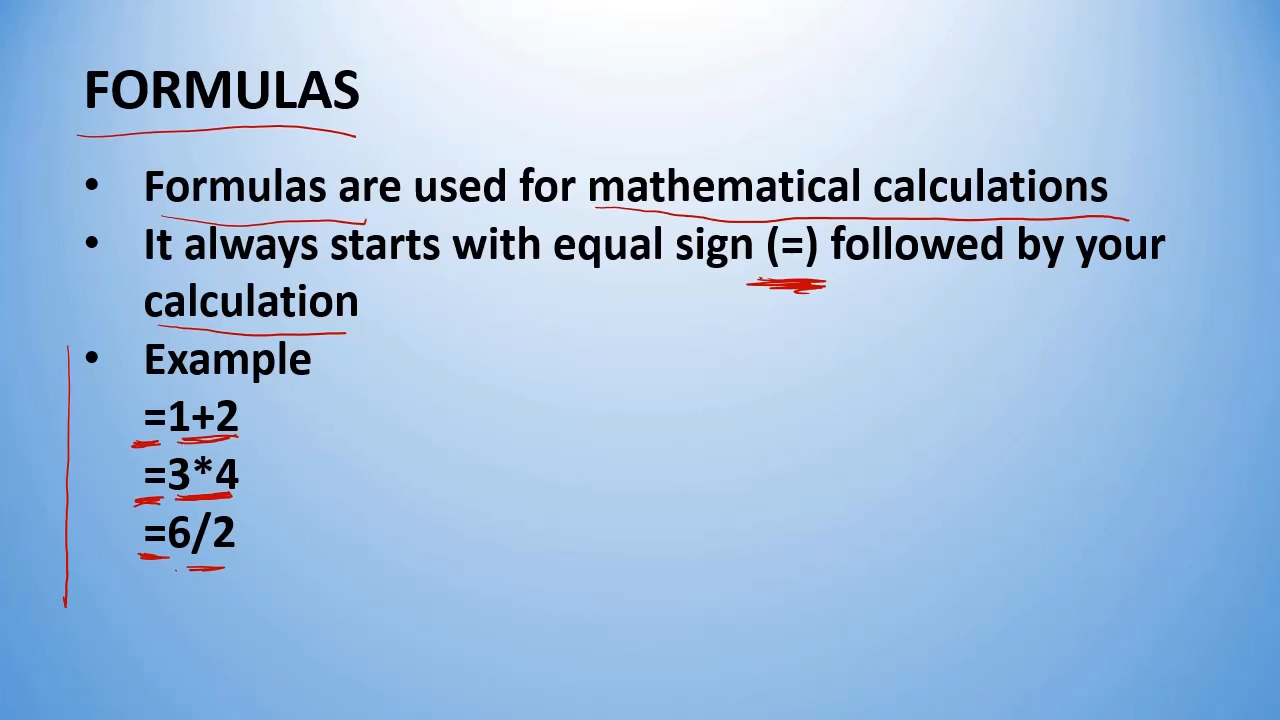 FORMULAS
• Formulas are used for mathematical calculations
• It always starts with equal sign (=) followed by your
calculation
• Example
=1+2
=3*4
=6/2